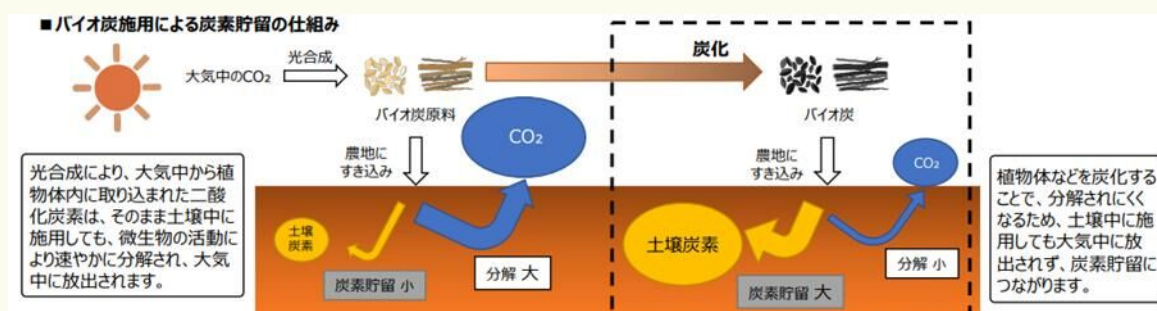 ■バイオ炭施用による炭素貯留の仕組み
大気中のCO₂
光合成
バイオ炭原料
炭化
バイオ炭
農地に
すき込み
CO₂
農地に
すき込み
CO₂
光合成により、大気中から植
物体内に取り込まれた二酸
化炭素は、そのまま土壌中に
施用しても、微生物の活動に
より速やかに分解され、大気
中に放出されます。
土壌
炭素
炭素貯留 小
分解 大
土壌炭素
炭素貯留 大
分解 小
植物体などを炭化する
ことで、分解されにくく
なるため、土壌中に施
用しても大気中に放
出されず、炭素貯留に
つながります。